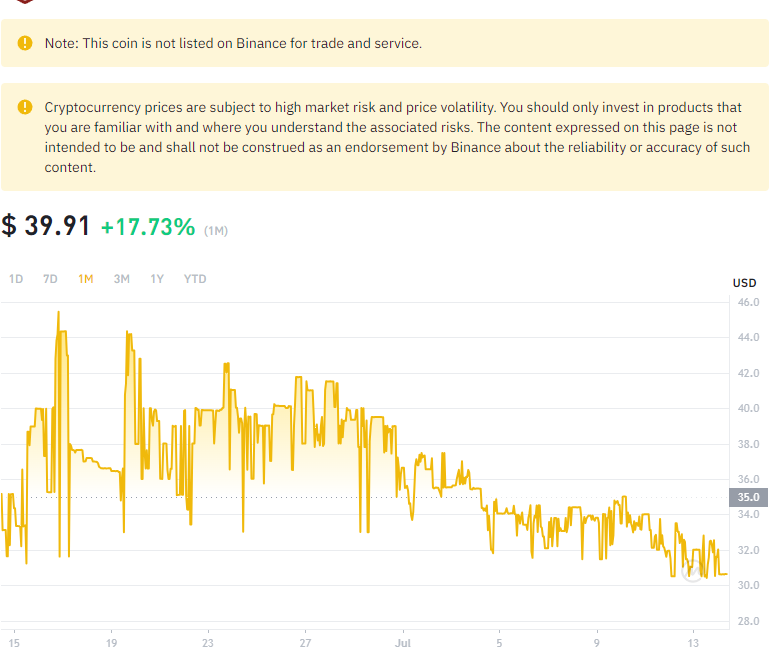 Note: This coin is not listed on Binance for trade and service.
Cryptocurrency prices are subject to high market risk and price volatility. You should only invest in products that
you are familiar with and where you understand the associated risks. The content expressed on this page is not
intended to be and shall not be construed as an endorsement by Binance about the reliability or accuracy of such
content.
$ 39.91 +17.73% (1M)
1D 7D 1M 3M 1Y YTD
USD
46.0
44.0
42.0
40.0
38.0
36.0
35.0
34.0
32.0
30.0
28.0
15 19 23 27 Jul 5 9 13